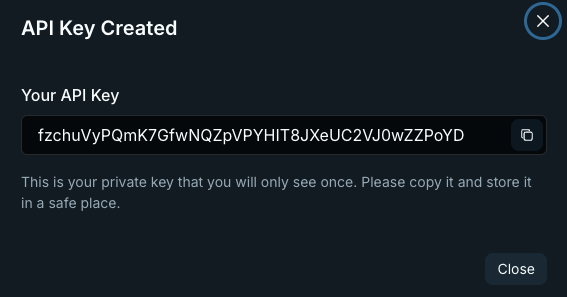 API Key Created
Your API Key
fzchuVyPQmK7GfwNQZpVPYHIT8JXeUC2VJ0wZZPoYD
This is your private key that you will only see once. Please copy it and store it
in a safe place.
Close